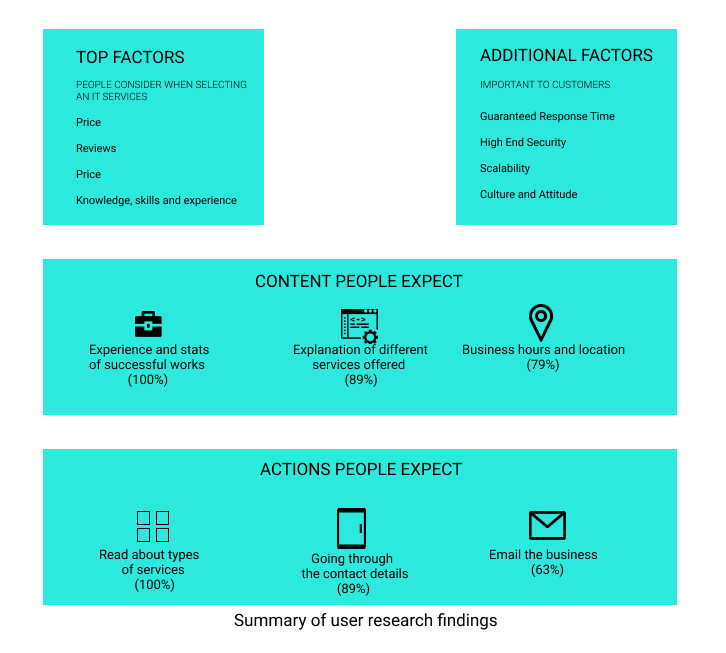 TOP FACTORS
PEOPLE CONSIDER WHEN SELECTING
AN IT SERVICES
Price
Reviews
Price
Knowledge, skills and experience
ADDITIONAL FACTORS
IMPORTANT TO CUSTOMERS
Guaranteed Response Time
High End Security
Scalability
Culture and Attitude
CONTENT PEOPLE EXPECT
Experience and stats
of successful works
(100%)
Explanation of different
services offered
(89%)
Business hours and location
(79%)
ACTIONS PEOPLE EXPECT
Read about types
of services
(100%)
Going through
the contact details
(89%)
Email the business
(63%)
Summary of user research findings